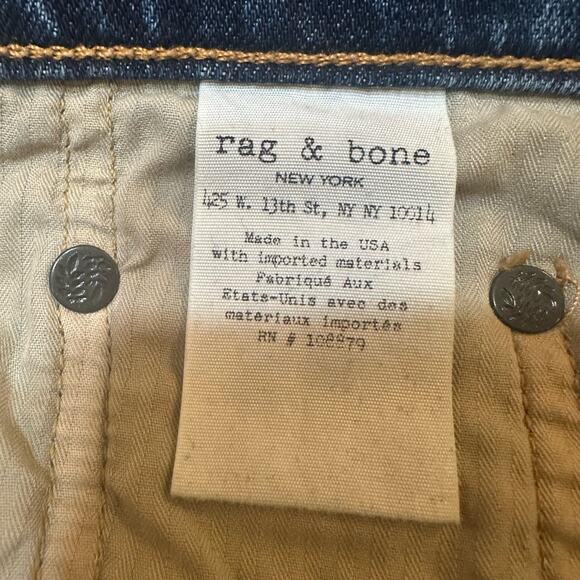 rag & bone
NEW YORK
425 W. 13th St, NY NY 10014
Made in the USA
with imported materials
Fabriqué Aux
Etats-Unis avec des
matériaux importés
RN # 108879